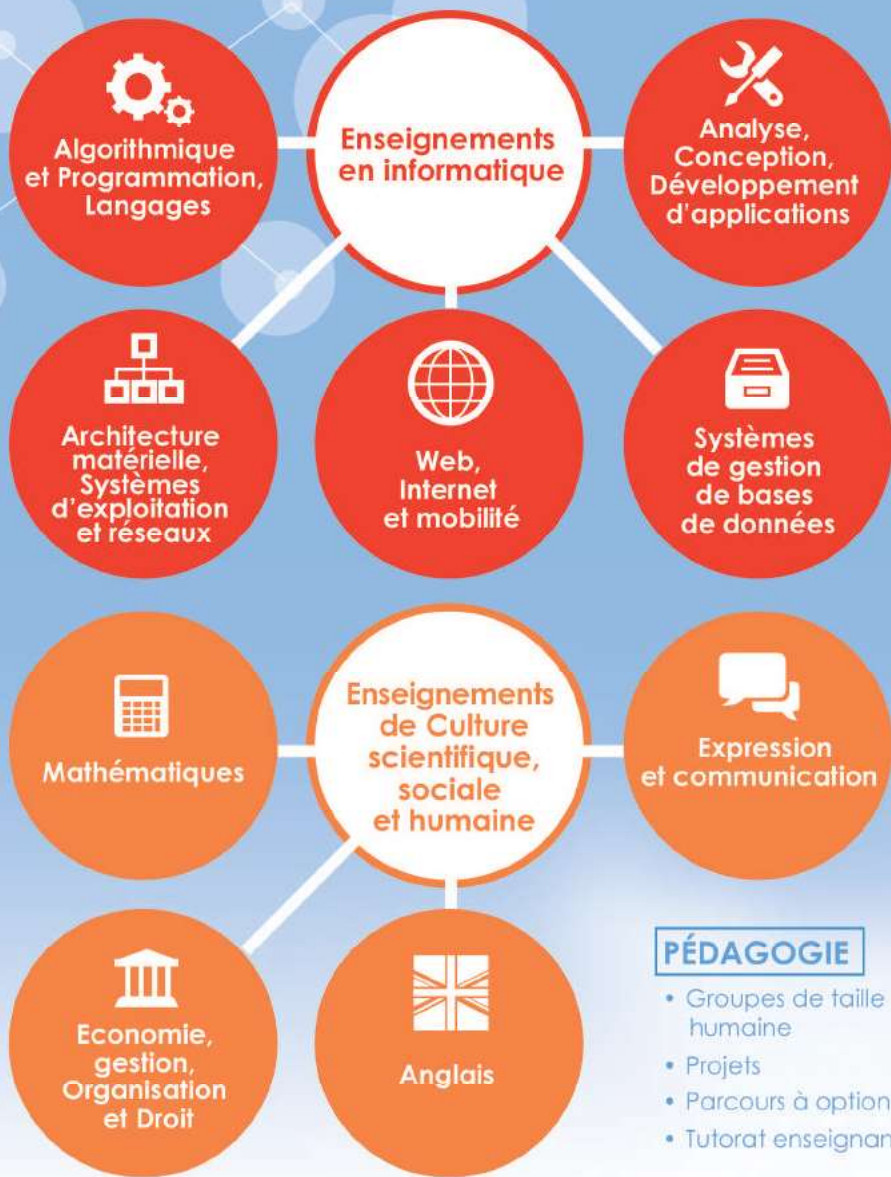 Algorithmique
et Programmation,
Langages
Enseignements
en informatique
Analyse,
Conception,
Développement
d'applications
Architecture
matérielle,
Systèmes
d'exploitation
et réseaux
Web,
Internet
et mobilité
Systèmes
de gestion
de bases
de données
Mathématiques
Enseignements
de Culture
scientifique,
sociale
et humaine
Expression
et communication
Economie,
gestion,
Organisation
et Droit
Anglais
PÉDAGOGIE
• Groupes de taille
humaine
• Projets
• Parcours à option
• Tutorat enseignan